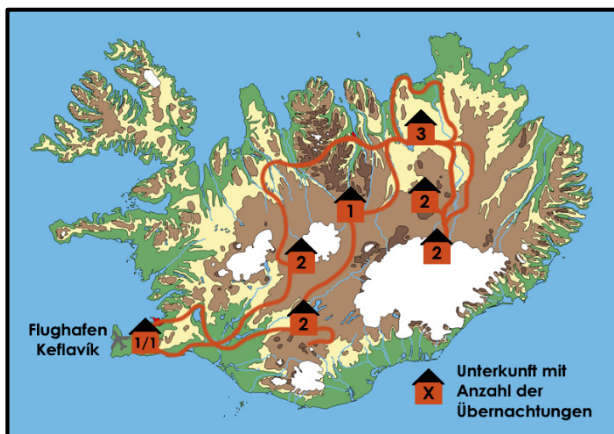 3
1
2
2
2
2
Flughafen
Keflavík
1/1
X
Unterkunft mit
Anzahl der
Übernachtungen